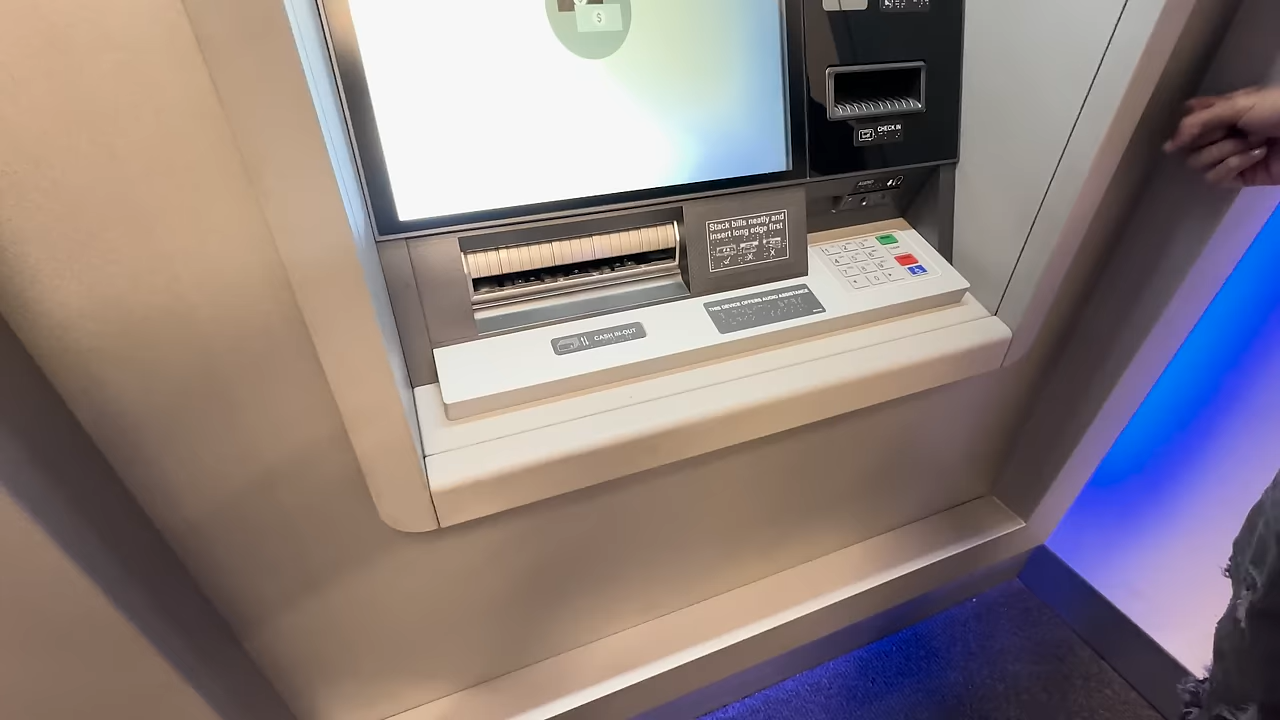 $
CHECK IN
Stack bills neatly and
insert long edge first
THIS DEVICE OFFERS AUDIO ASSISTANCE
CASH IN-OUT